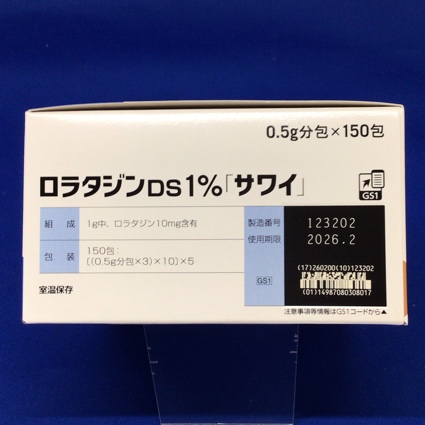 0.5g分包×150包
ロラタジンDS1%「サワイ」
GS1
組成 1g中、ロラタジン10mg含有
包装 150包：
〔(0.5g分包×3)×10〕×5
製造番号 123202
使用期限 2026.2
GS1
(17)260200(10)123202
(01)14987080308017
室温保存
注意事項等情報はGS1コードから▲